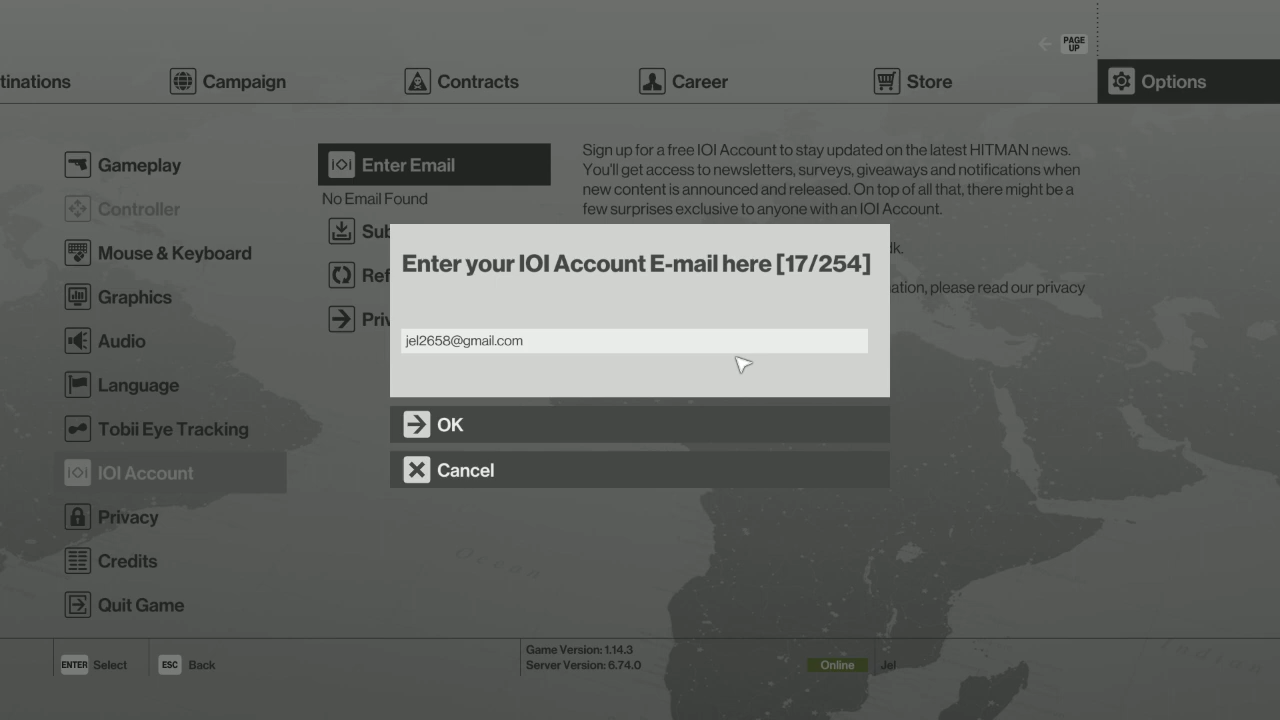 PAGE
UP
tinations
Campaign
Contracts
Career
Store
Options
Gameplay
Controller
Mouse & Keyboard
Graphics
Audio
Language
Tobii Eye Tracking
IOI Account
Privacy
Credits
Quit Game
Enter Email
No Email Found
Sub
Ref
Priv
Sign up for a free IOI Account to stay updated on the latest HITMAN news.
You'll get access to newsletters, surveys, giveaways and notifications when
new content is announced and released. On top of all that, there might be a
few surprises exclusive to anyone with an IOI Account.
dk.
ation, please read our privacy
Enter your IOI Account E-mail here [17/254]
jel2658@gmail.com
OK
Cancel
Ocean
Indian
ENTER Select
ESC Back
Game Version: 1.14.3
Server Version: 6.74.0
Online
Jel